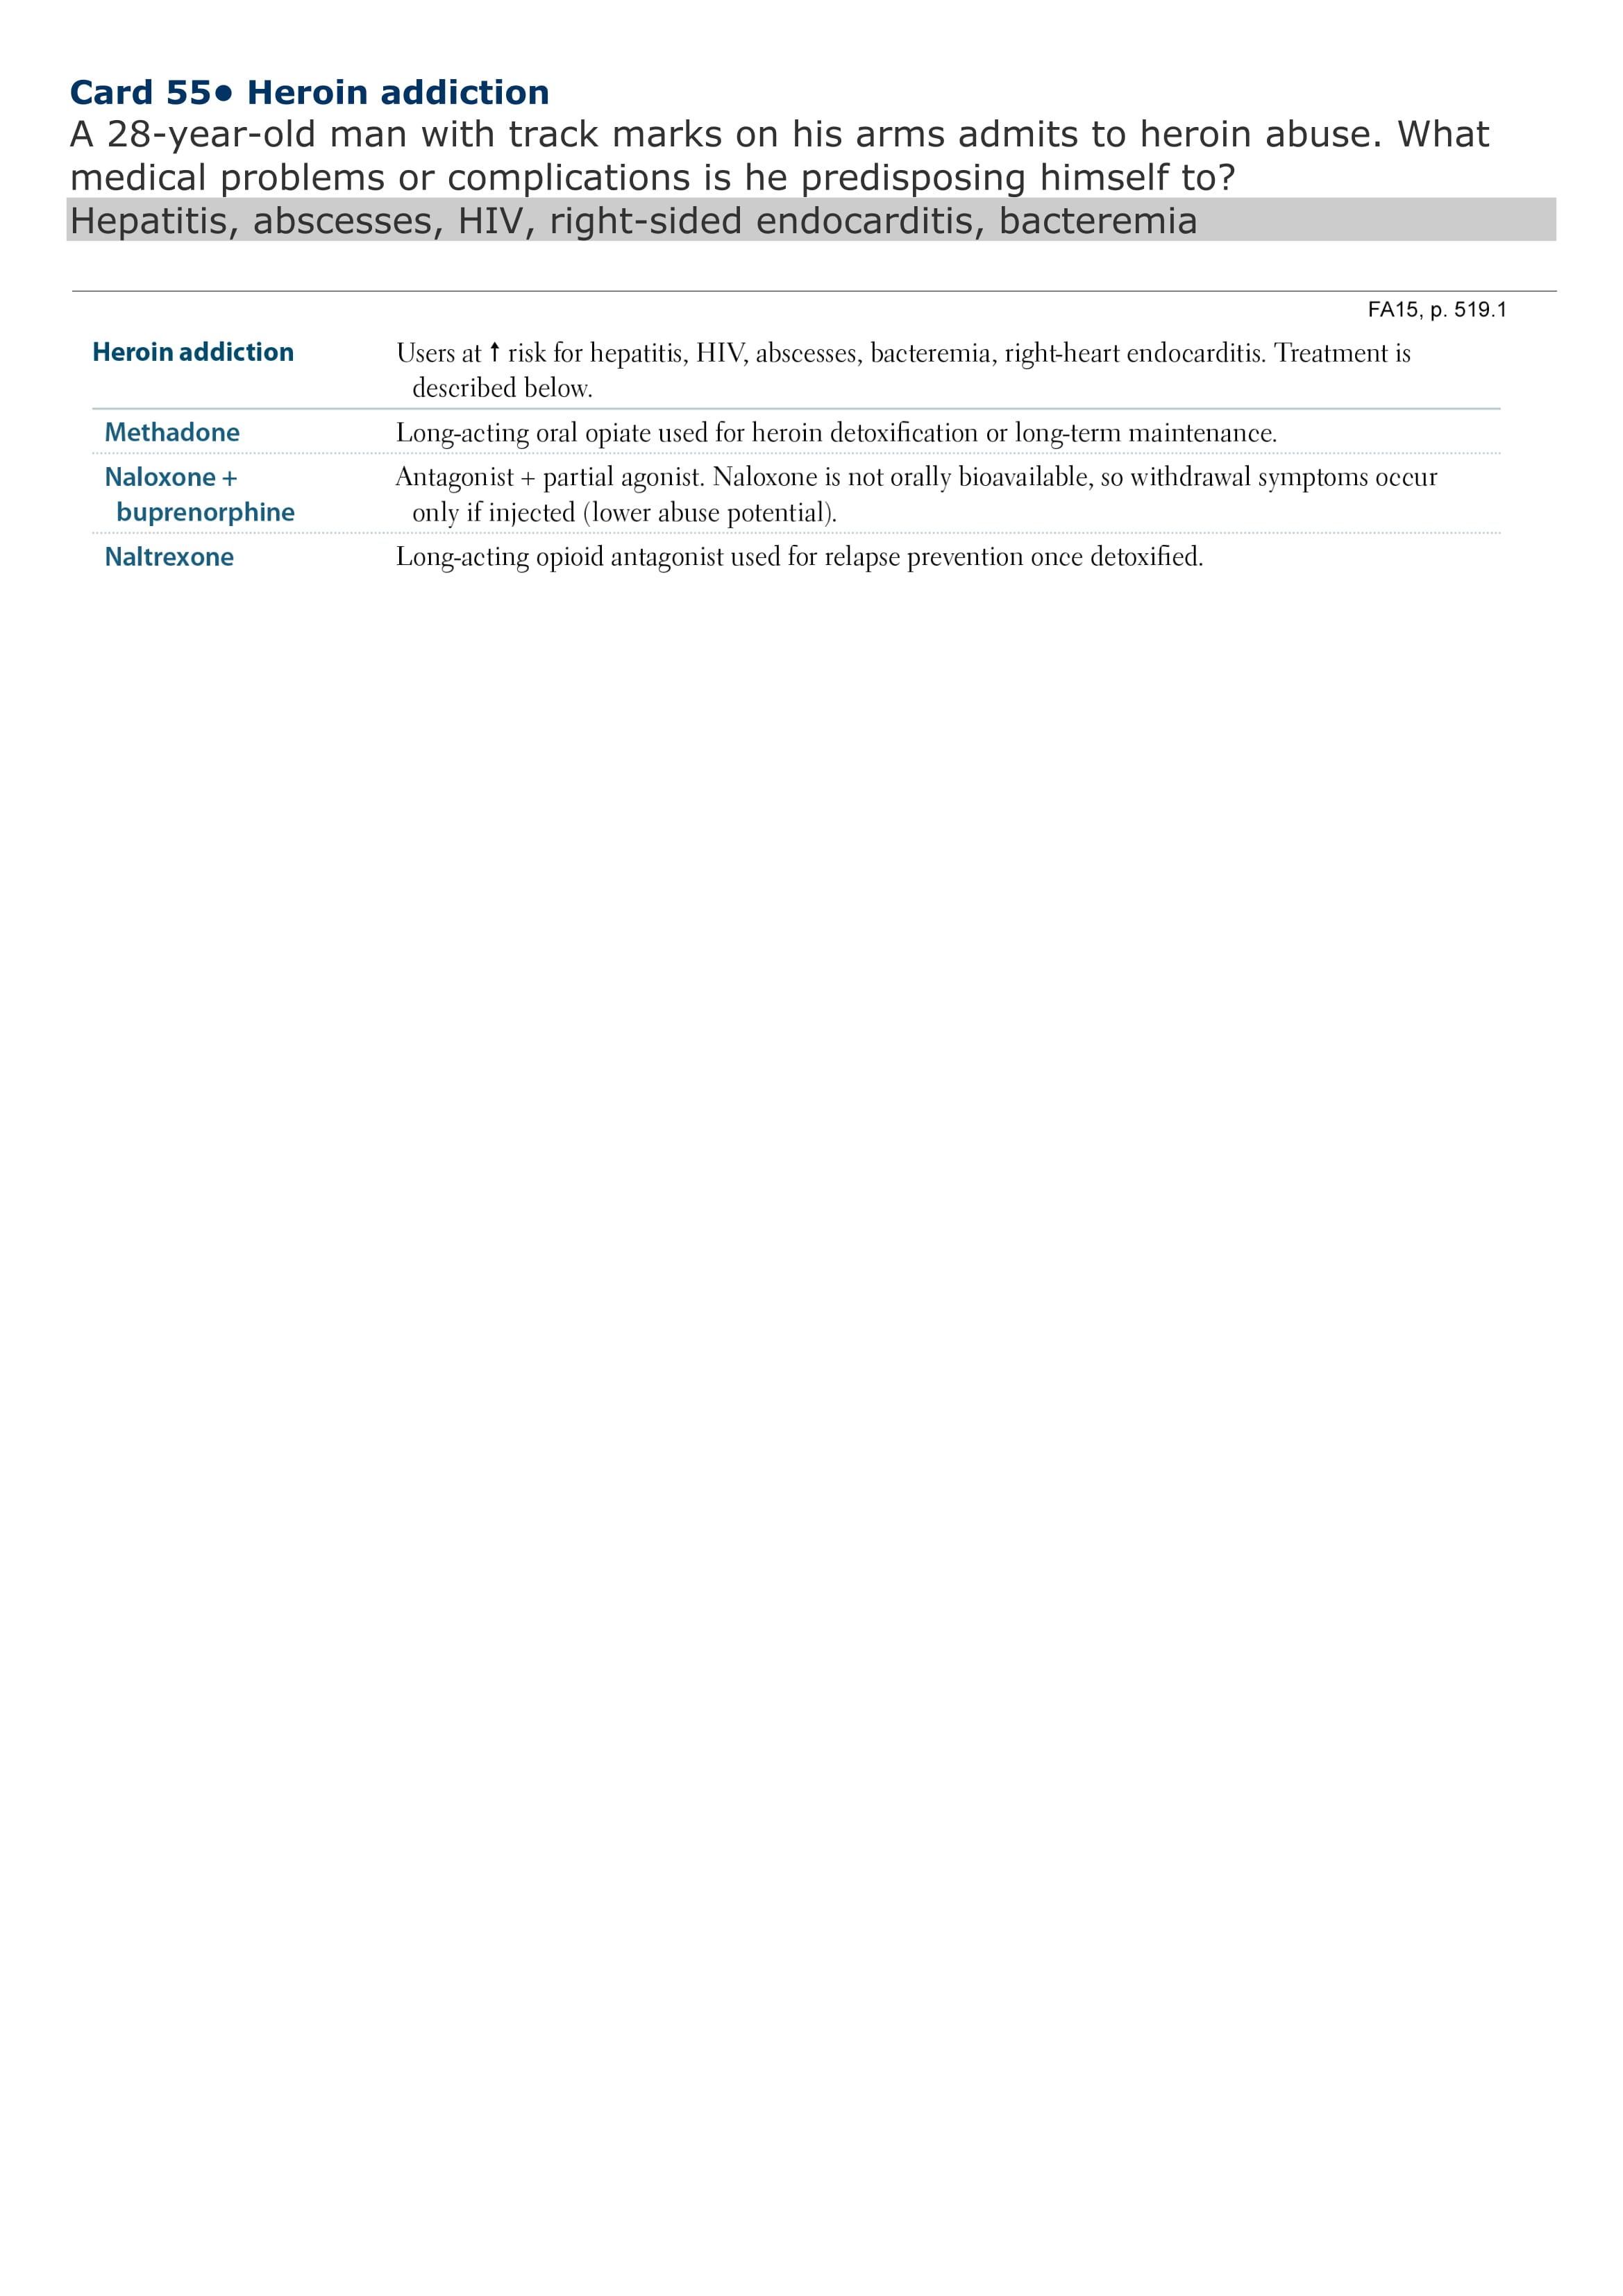 Card 55● Heroin addiction
A 28-year-old man with track marks on his arms admits to heroin abuse. What
medical problems or complications is he predisposing himself to?
Hepatitis, abscesses, HIV, right-sided endocarditis, bacteremia
FA15, p. 519.1
Heroin addiction Users at ↑ risk for hepatitis, HIV, abscesses, bacteremia, right-heart endocarditis. Treatment is
described below.
Methadone Long-acting oral opiate used for heroin detoxification or long-term maintenance.
Naloxone + Antagonist + partial agonist. Naloxone is not orally bioavailable, so withdrawal symptoms occur
buprenorphine only if injected (lower abuse potential).
Naltrexone Long-acting opioid antagonist used for relapse prevention once detoxified.